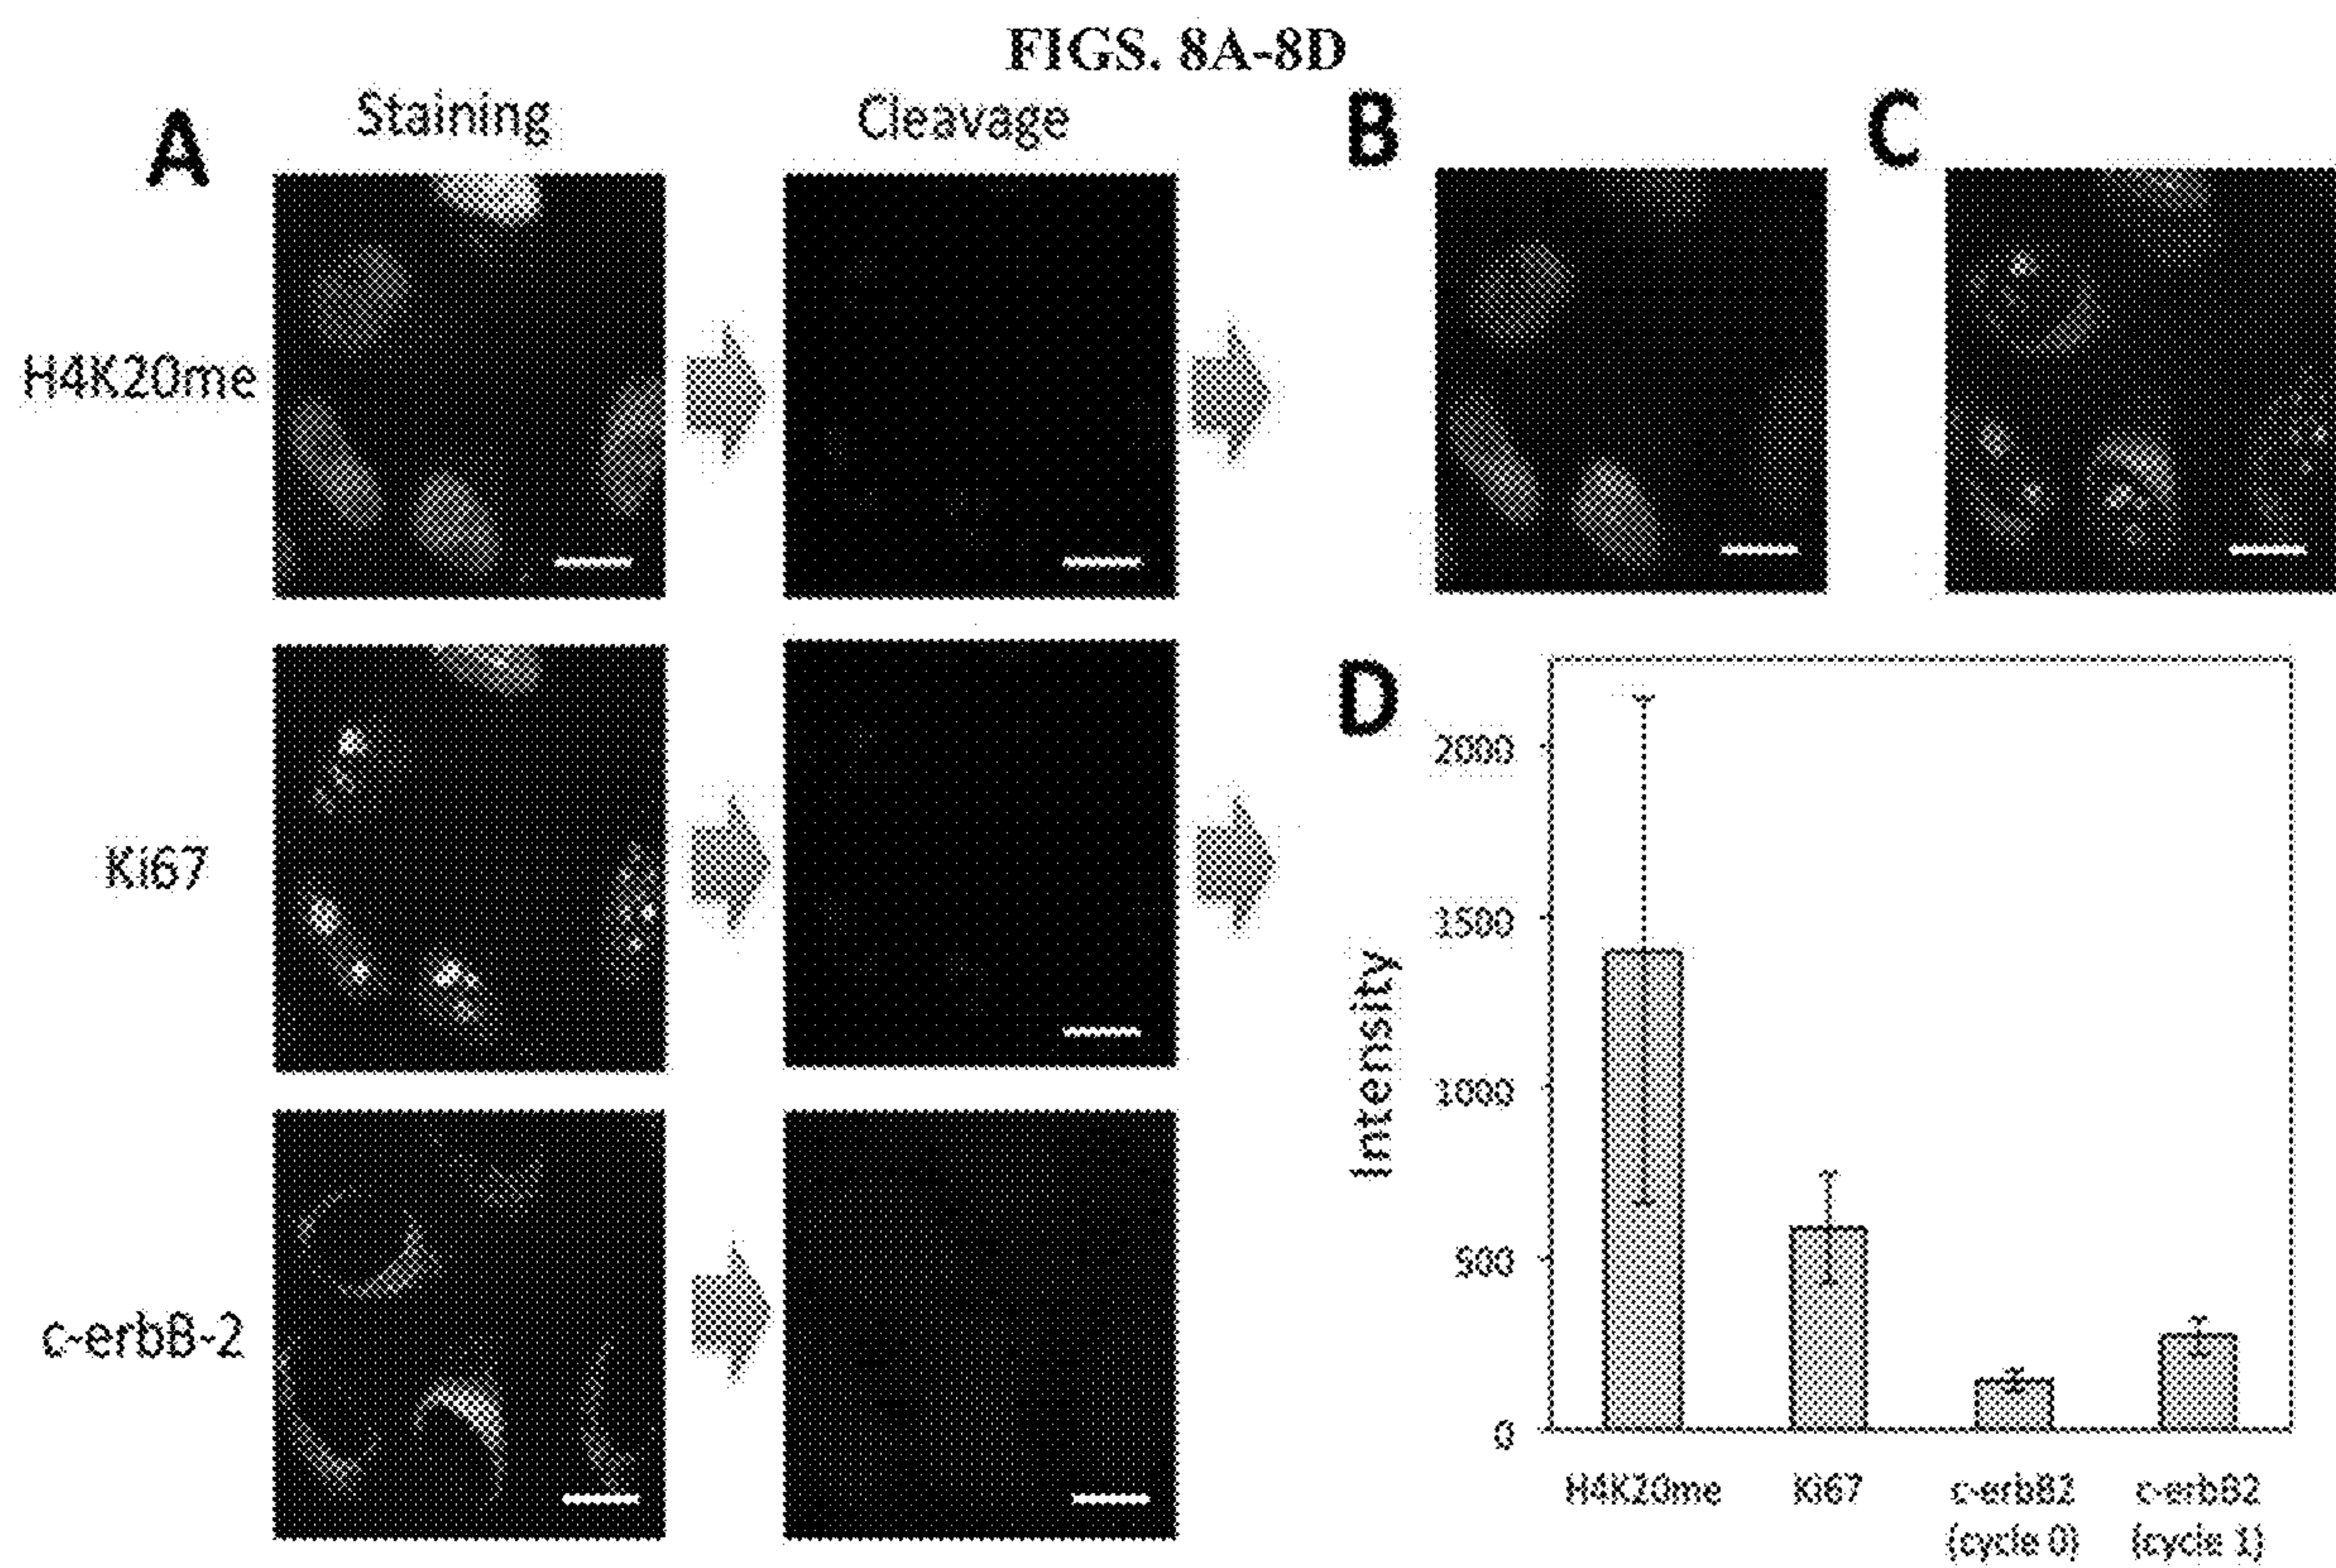 FIGS. 8A-8D
A
Staining
Cleavage
B
C
H4K20me
Ki67
c-erbB-2
D
Intensity
2000
1500
1000
500
0
H4K20me
Ki67
c-erbB2
(cycle 0)
c-erbB2
(cycle 1)